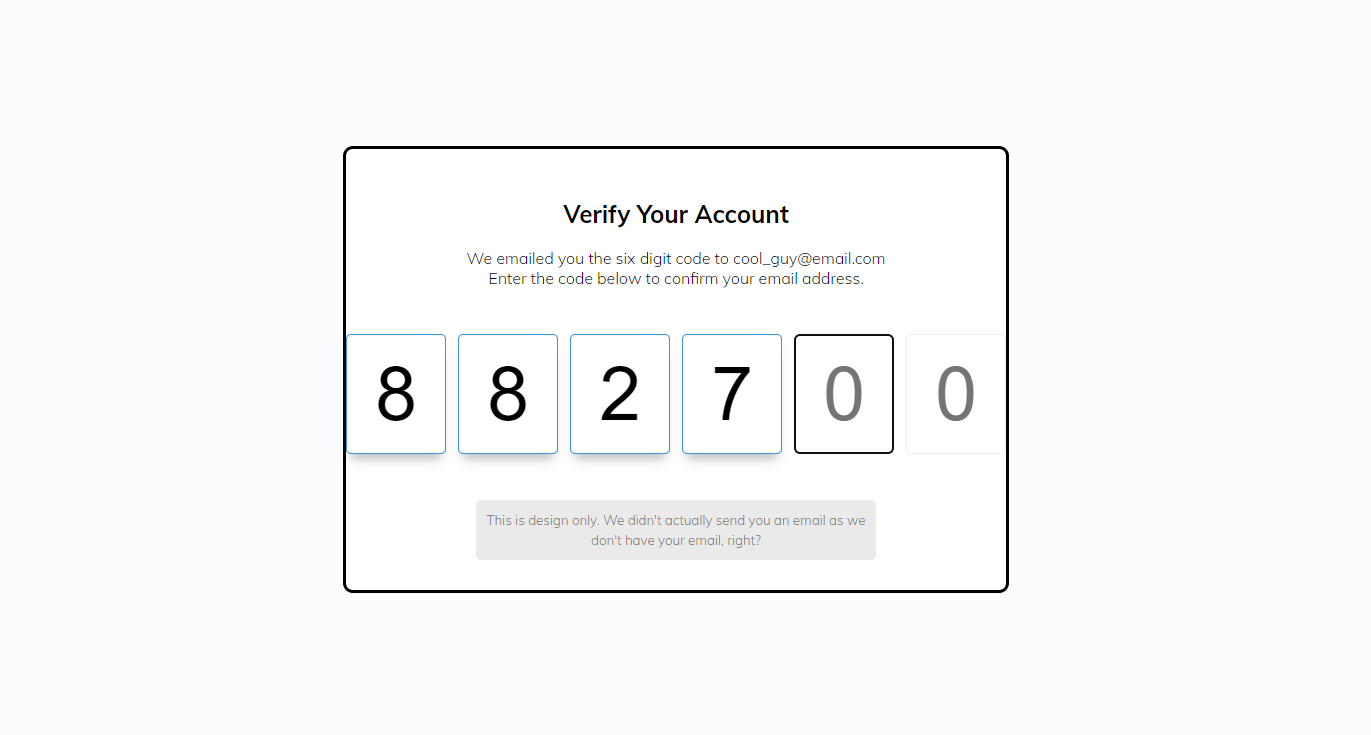 Verify Your Account
We emailed you the six digit code to cool_guy@email.com
Enter the code below to confirm your email address.
8 8 2 7 0 0
This is design only. We didn't actually send you an email as we
don't have your email, right?